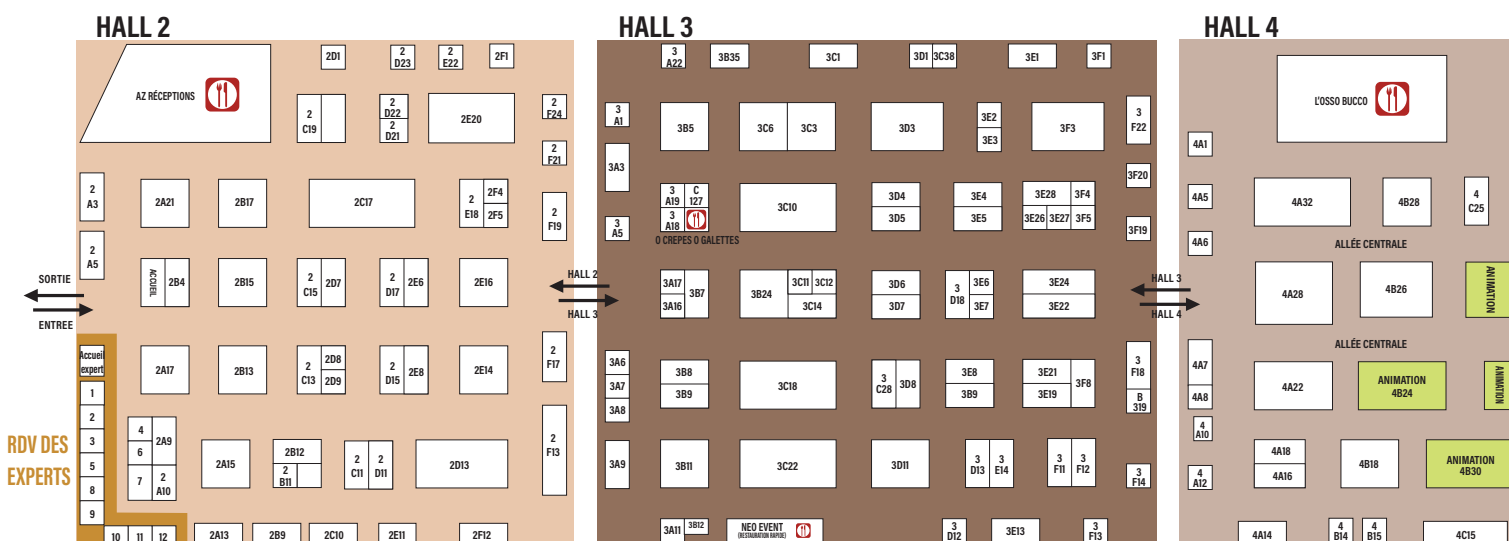 HALL 2
2D1
2
D23
2
E22
2F1
AZ RÉCEPTIONS
2
C19
2
D22
2
D21
2E20
2
F24
2
F21
2
A3
2A21
2B17
2C17
2
E18
2F4
2F5
2
F19
2
A5
ACCUEIL
2B4
2B15
2
C15
2D7
2
D17
2E6
2E16
SORTIE
ENTREE
Accueil
expert
2A17
2B13
2
C13
2D8
2D9
2
D15
2E8
2E14
2
F17
RDV DES
EXPERTS
1
2
3
5
8
9
10
11
12
4
6
7
2A9
2
A10
2A15
2B12
2
B11
2
C11
2
D11
2D13
2
F13
2A13
2B9
2C10
2E11
2F12
HALL 2
HALL 3
HALL 3
3
A22
3B35
3C1
3D1
3C38
3E1
3F1
3
A1
3B5
3C6
3C3
3D3
3E2
3E3
3F3
3
F22
3A3
3
A19
C
127
3
A18
O CREPES O GALETTES
3C10
3D4
3D5
3E4
3E5
3E28
3F4
3E26
3E27
3F5
3F20
3
A5
3F19
3A17
3A16
3B7
3B24
3C11
3C12
3C14
3D6
3D7
3
D18
3E6
3E7
3E24
3E22
3A6
3A7
3A8
3B8
3B9
3C18
3
C28
3D8
3E8
3B9
3E21
3E19
3F8
3
F18
B
319
3A9
3B11
3C22
3D11
3
D13
3
E14
3
F11
3
F12
3
F14
3A11
3B12
NEO EVENT
(RESTAURATION RAPIDE)
3
D12
3E13
3
F13
HALL 3
HALL 4
HALL 4
L'OSSO BUCCO
4A1
4A5
4A32
4B28
4
C25
4A6
ALLÉE CENTRALE
4A28
4B26
ANIMATION
ALLÉE CENTRALE
4A7
4A8
4A22
ANIMATION
4B24
ANIMATION
4
A10
4
A12
4A18
4A16
4B18
ANIMATION
4B30
4A14
4
B14
4
B15
4C15